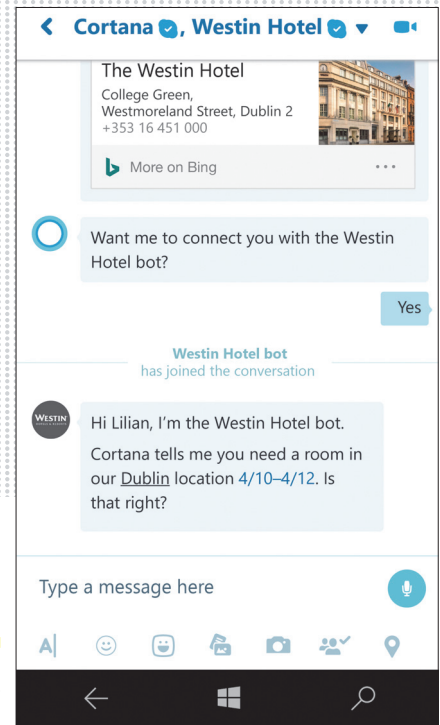 Cortana, Westin Hotel
The Westin Hotel
College Green,
Westmoreland Street, Dublin 2
+353 16 451 000
More on Bing
Want me to connect you with the Westin
Hotel bot?
Yes
Westin Hotel bot
has joined the conversation
WESTIN
Hi Lilian, I'm the Westin Hotel bot.
Cortana tells me you need a room in
our Dublin location 4/10–4/12. Is
that right?
Type a message here
A